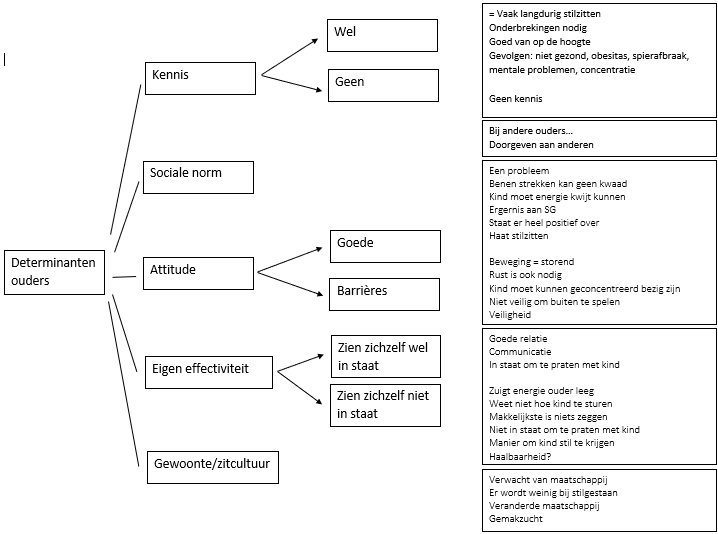 Determinanten
ouders
Kennis
Wel
Geen
Sociale norm
Attitude
Goede
Barrières
Eigen effectiviteit
Zien zichzelf wel
in staat
Zien zichzelf niet
in staat
Gewoonte/zitcultuur
= Vaak langdurig stilzitten
Onderbrekingen nodig
Goed van op de hoogte
Gevolgen: niet gezond, obesitas, spierafbraak,
mentale problemen, concentratie
Geen kennis
Bij andere ouders...
Doorgeven aan anderen
Een probleem
Benen strekken kan geen kwaad
Kind moet energie kwijt kunnen
Ergernis aan SG
Staat er heel positief over
Haat stilzitten
Beweging = storend
Rust is ook nodig
Kind moet kunnen geconcentreerd bezig zijn
Niet veilig om buiten te spelen
Veiligheid
Goede relatie
Communicatie
In staat om te praten met kind
Zuigt energie ouder leeg
Weet niet hoe kind te sturen
Makkelijkste is niets zeggen
Niet in staat om te praten met kind
Manier om kind stil te krijgen
Haalbaarheid?
Verwacht van maatschappij
Er wordt weinig bij stilgestaan
Veranderde maatschappij
Gemakzucht